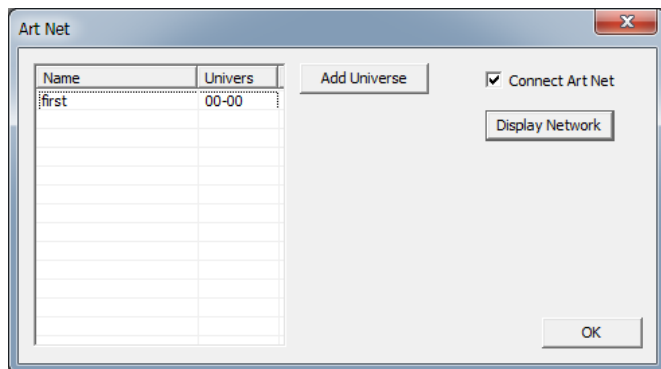 Art Net
Name Univers
first 00-00
Add Universe
Connect Art Net
Display Network
OK